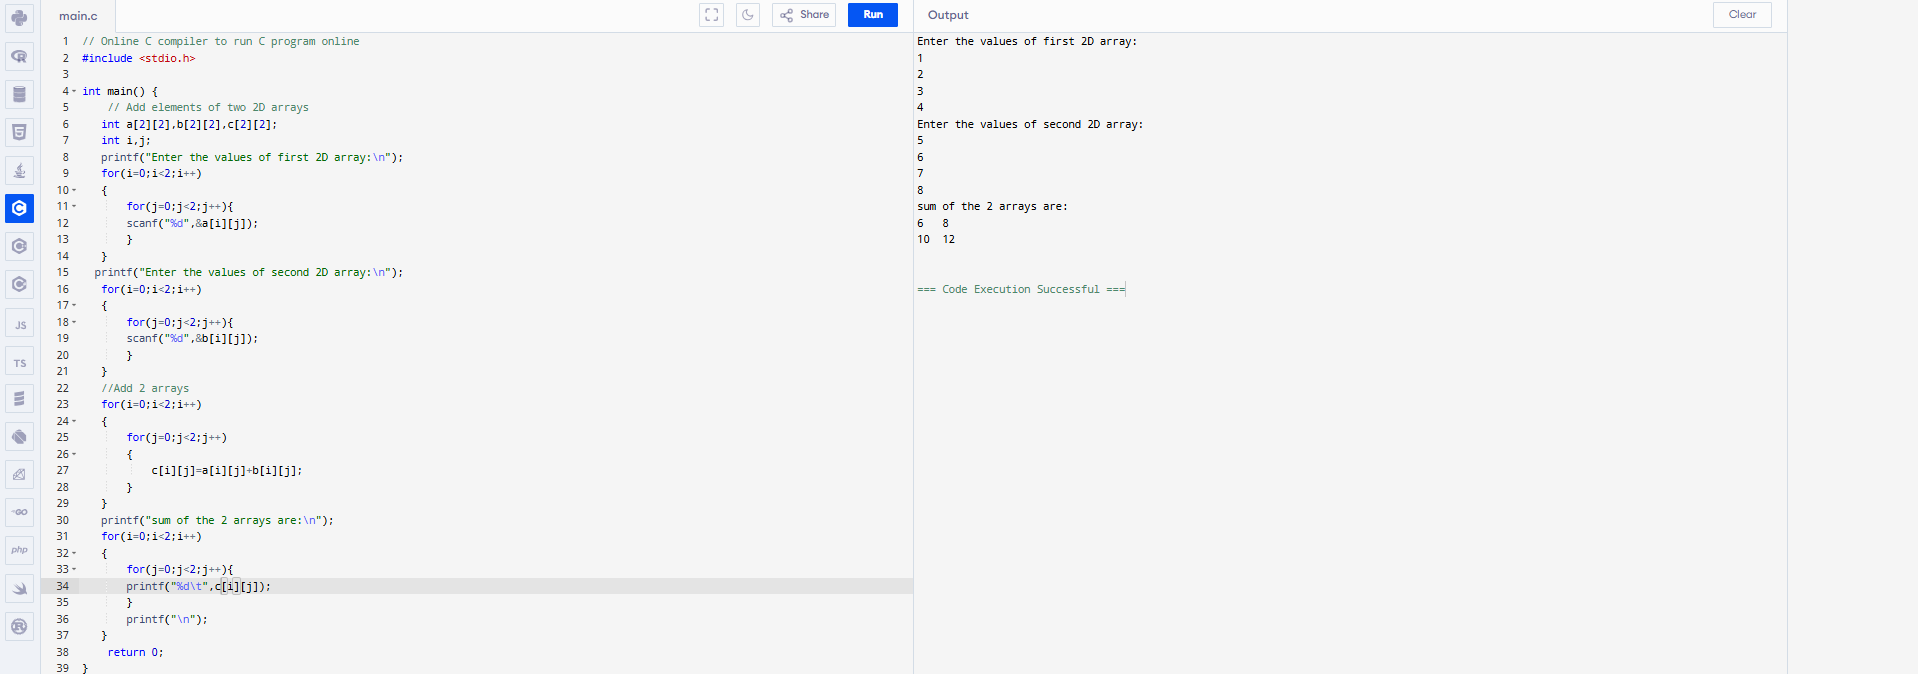 main.c
Share
Run
Output
Clear
1 // Online C compiler to run C program online
2 #include <stdio.h>
3
4 int main() {
5     // Add elements of two 2D arrays
6    int a[2][2],b[2][2],c[2][2];
7    int i,j;
8    printf("Enter the values of first 2D array:\n");
9    for(i=0;i<2;i++)
10    {
11        for(j=0;j<2;j++){
12        scanf("%d",&a[i][j]);
13        }
14    }
15   printf("Enter the values of second 2D array:\n");
16    for(i=0;i<2;i++)
17    {
18        for(j=0;j<2;j++){
19        scanf("%d",&b[i][j]);
20        }
21    }
22    //Add 2 arrays
23    for(i=0;i<2;i++)
24    {
25        for(j=0;j<2;j++)
26        {
27            c[i][j]=a[i][j]+b[i][j];
28        }
29    }
30    printf("sum of the 2 arrays are:\n");
31    for(i=0;i<2;i++)
32    {
33        for(j=0;j<2;j++){
34        printf("%d\t",c[i][j]);
35        }
36        printf("\n");
37    }
38     return 0;
39 }
Enter the values of first 2D array:
1
2
3
4
Enter the values of second 2D array:
5
6
7
8
sum of the 2 arrays are:
6   8
10  12
=== Code Execution Successful ===
JS
TS
GO
php